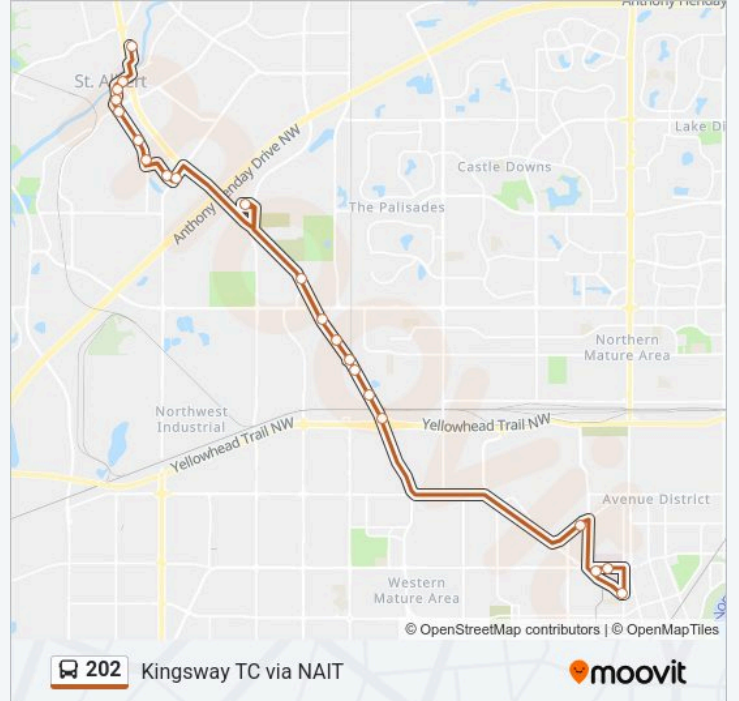 Anthony Henday
St. Albert
Lake Di
Castle Downs
Anthony Henday Drive NW
The Palisades
Northern
Mature Area
Northwest
Industrial
Yellowhead Trail NW
Yellowhead Trail NW
Avenue District
Western
Mature Area
© OpenStreetMap contributors | © OpenMapTiles
202 Kingsway TC via NAIT
moovit